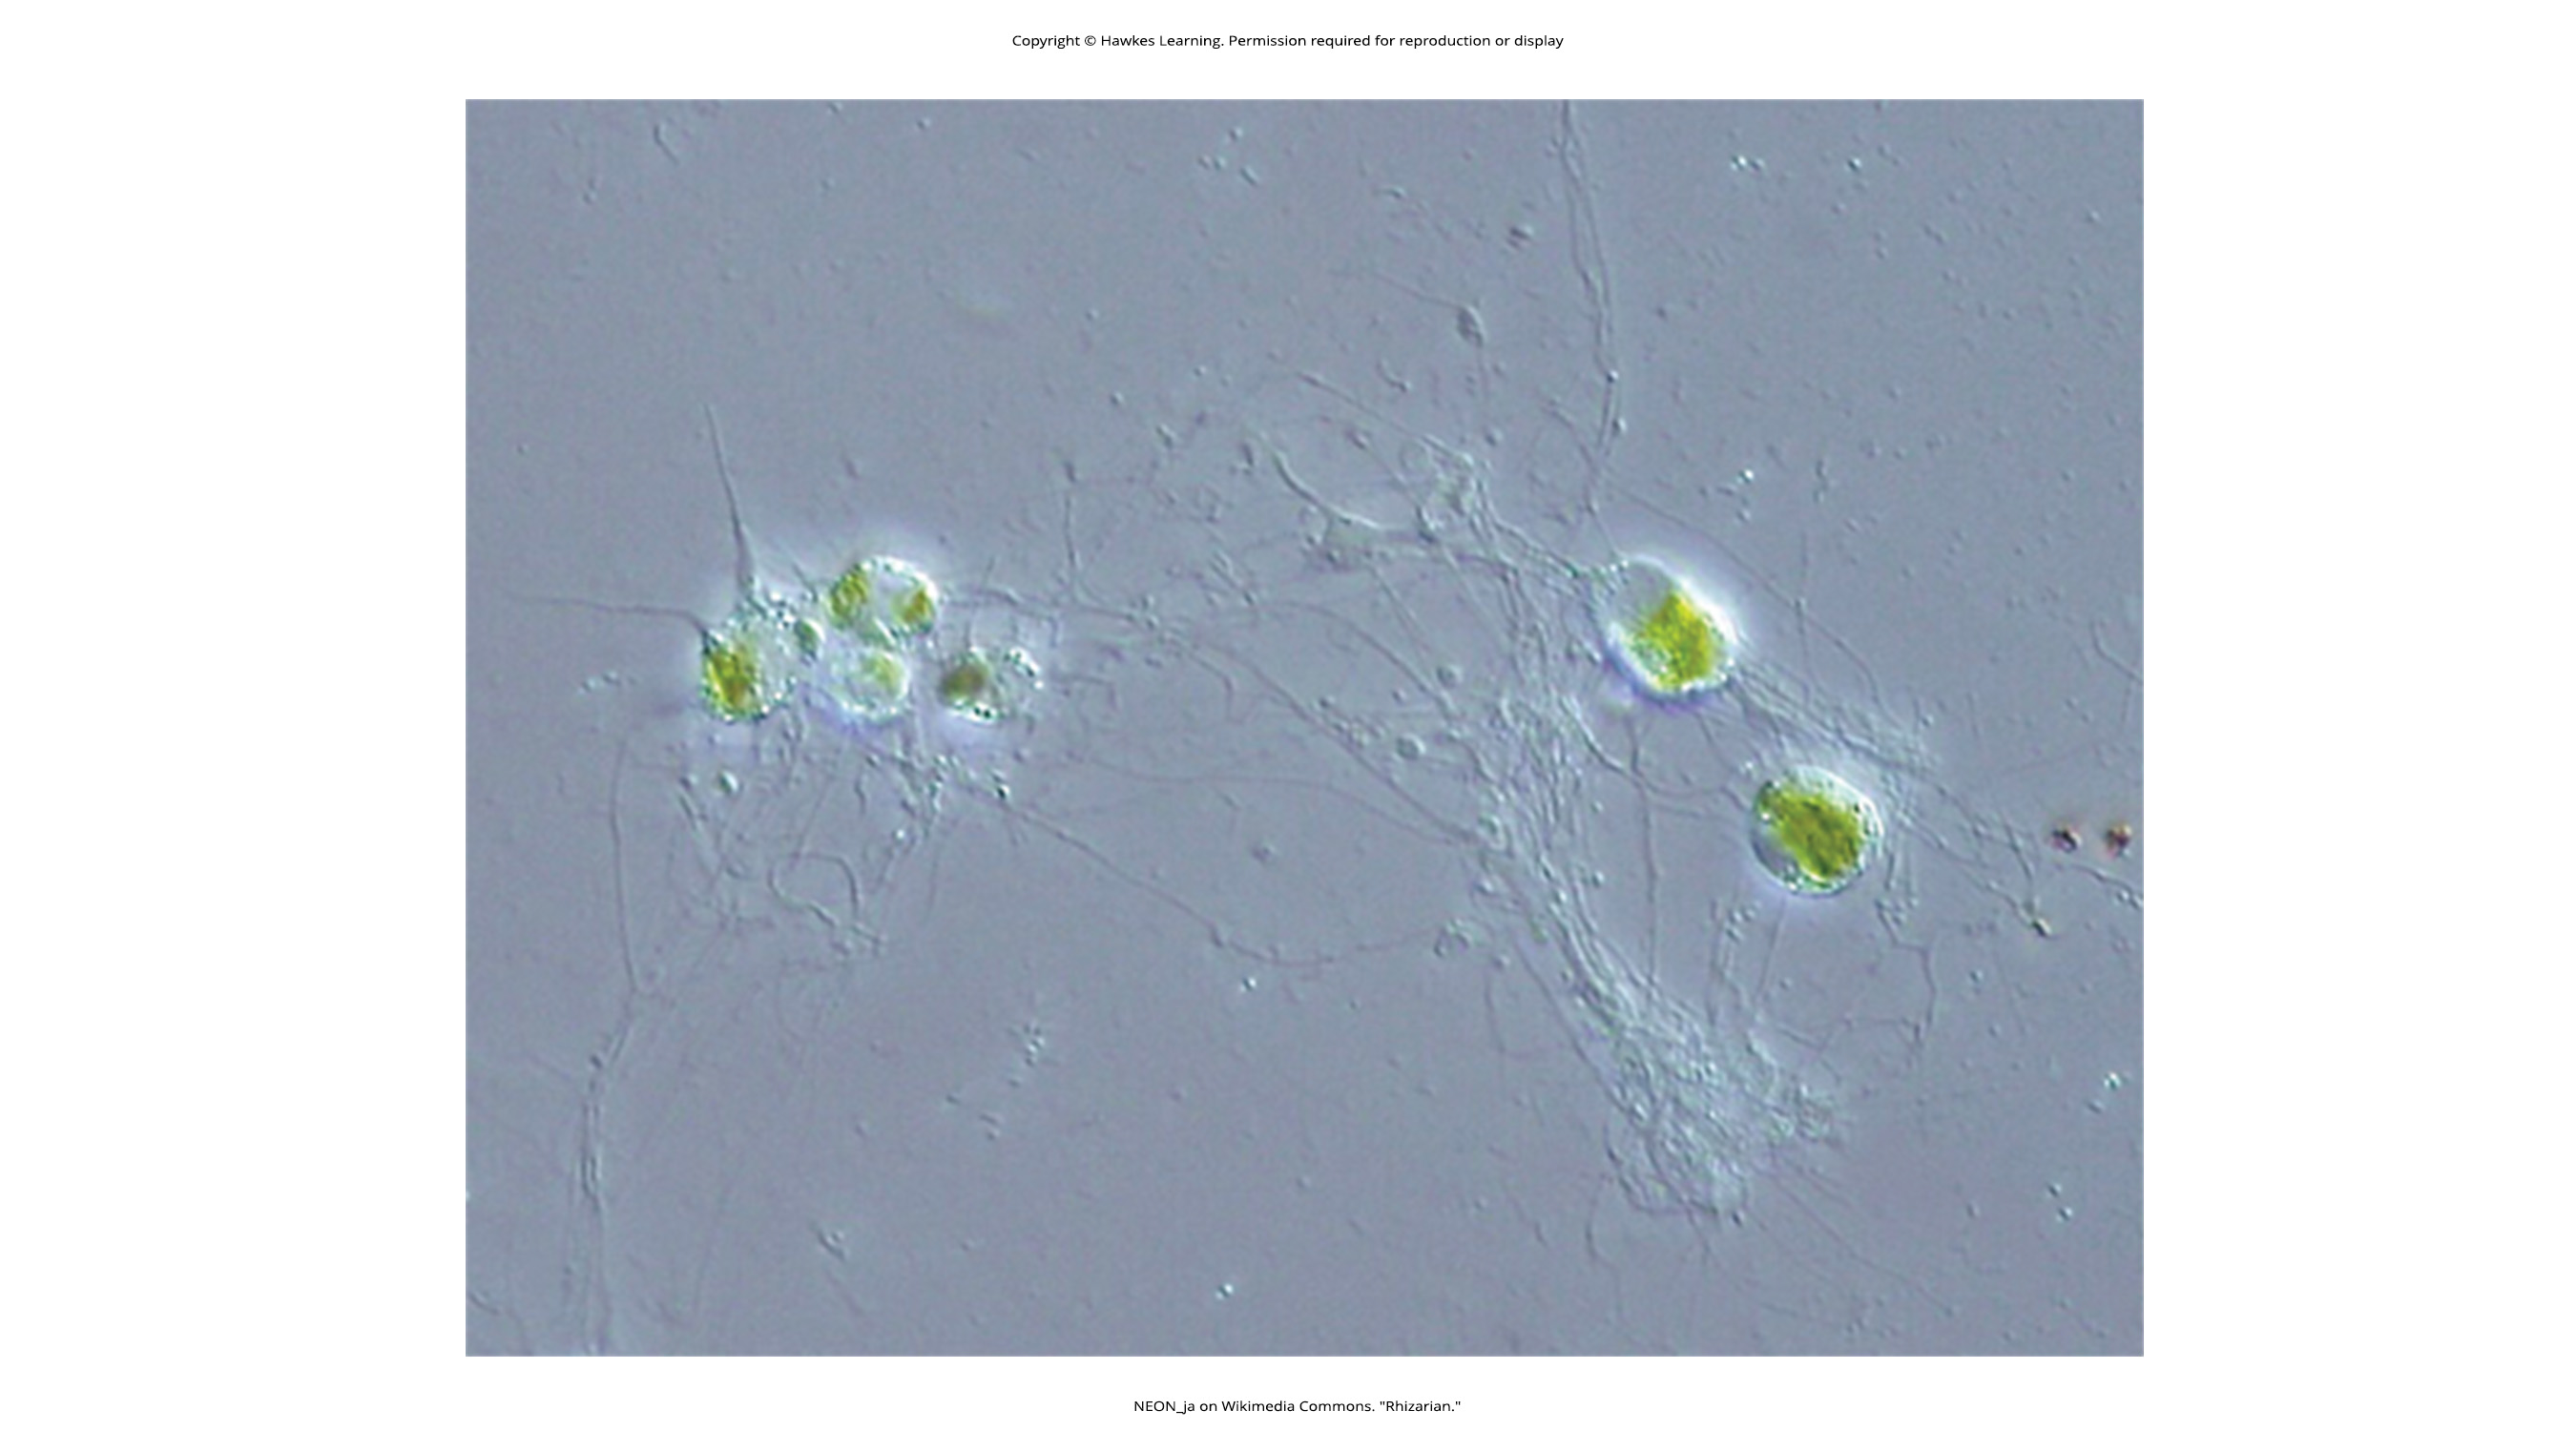 Copyright © Hawkes Learning. Permission required for reproduction or display
NEON_ja on Wikimedia Commons. "Rhizarian."